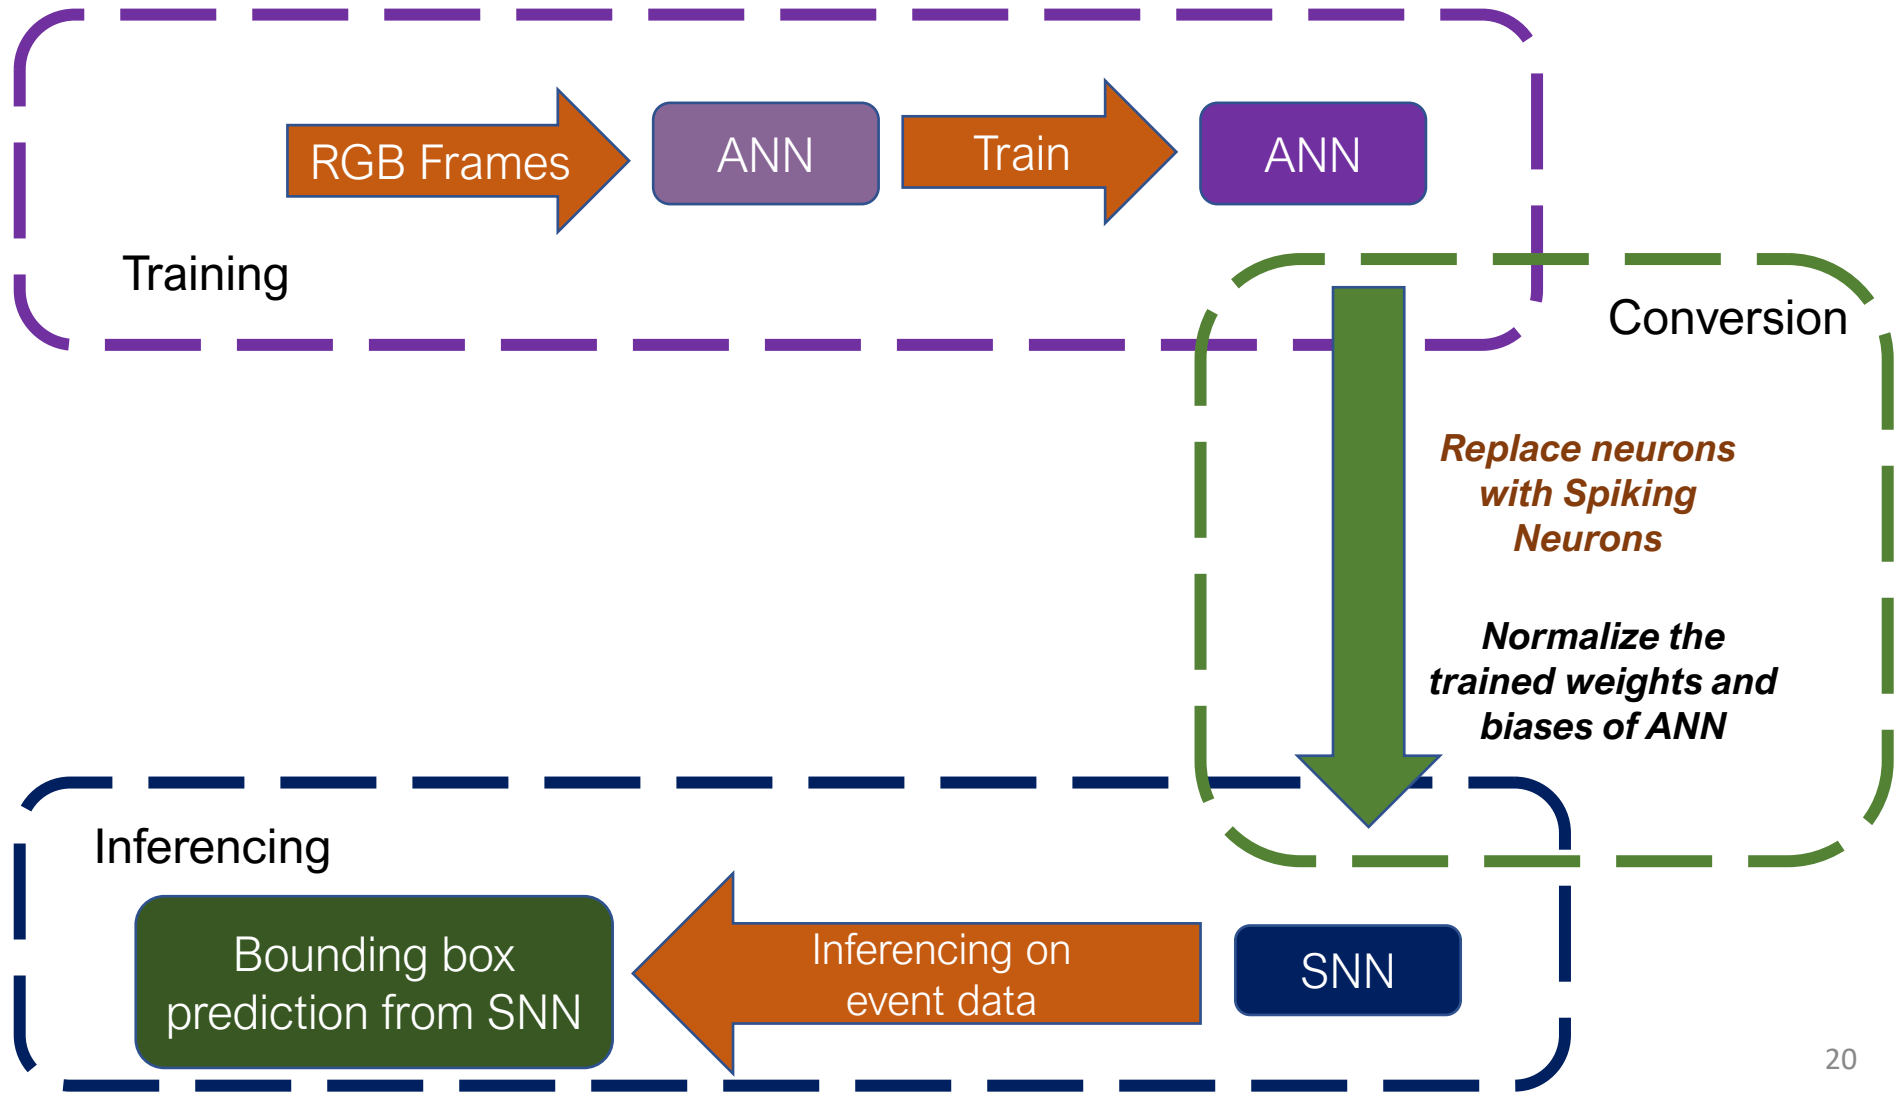 RGB Frames
ANN
Train
ANN
Training
Conversion
Replace neurons
with Spiking
Neurons
Normalize the
trained weights and
biases of ANN
Inferencing
Bounding box
prediction from SNN
Inferencing on
event data
SNN
20